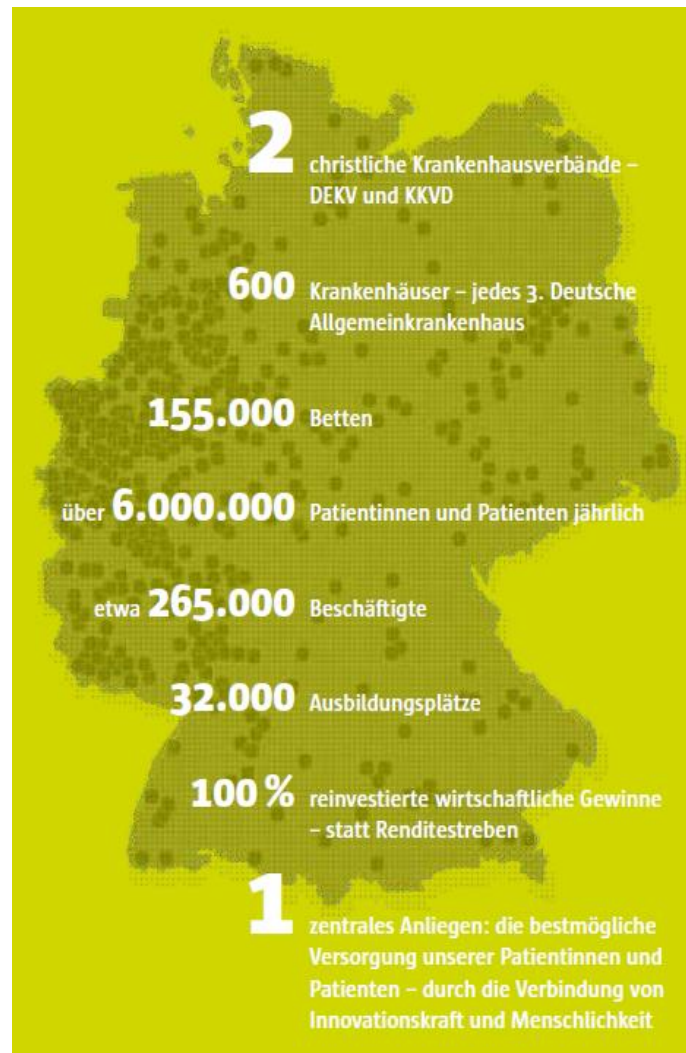 2 christliche Krankenhausverbände –
DEKV und KKVD
600 Krankenhäuser – jedes 3. Deutsche
Allgemeinkrankenhaus
155.000 Betten
über 6.000.000 Patientinnen und Patienten jährlich
etwa 265.000 Beschäftigte
32.000 Ausbildungsplätze
100 % reinvestierte wirtschaftliche Gewinne
– statt Renditestreben
1 zentrales Anliegen: die bestmögliche
Versorgung unserer Patientinnen und
Patienten – durch die Verbindung von
Innovationskraft und Menschlichkeit